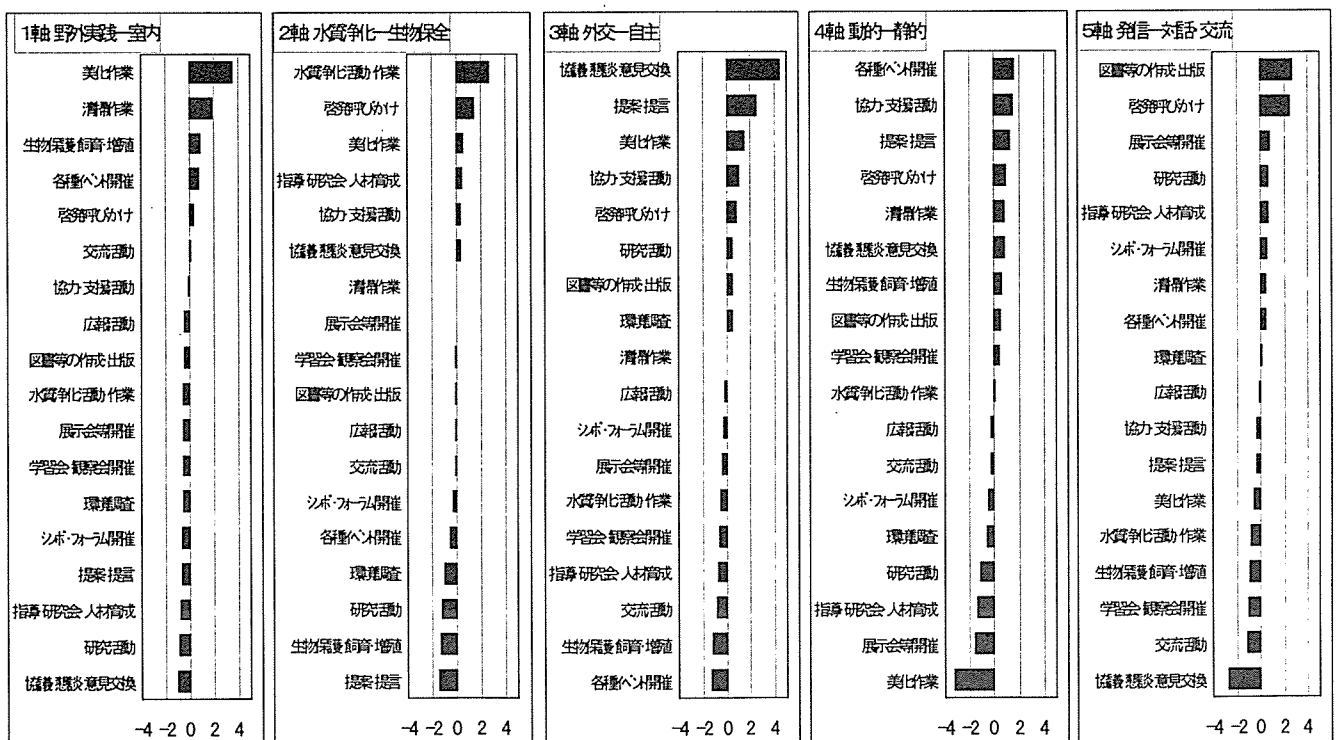 1軸 野外実践―室内
美化作業
清掃作業
生物保護・飼育・増殖
各種イベント開催
啓発・呼びかけ
交流活動
協力・支援活動
広報活動
図書等の作成・出版
水質浄化活動・作業
展示会等開催
学習会・観察会開催
環境調査
シンポ・フォーラム開催
提案・提言
指導・研究会・人材育成
研究活動
協議・懇談・意見交換
-4 -2 0 2 4
2軸 水質浄化―生物保全
水質浄化活動・作業
啓発・呼びかけ
美化作業
指導・研究会・人材育成
協力・支援活動
協議・懇談・意見交換
清掃作業
展示会等開催
学習会・観察会開催
図書等の作成・出版
広報活動
交流活動
シンポ・フォーラム開催
各種イベント開催
環境調査
研究活動
生物保護・飼育・増殖
提案・提言
-4 -2 0 2 4
3軸 外交―自主
協議・懇談・意見交換
提案・提言
美化作業
協力・支援活動
啓発・呼びかけ
研究活動
図書等の作成・出版
環境調査
清掃作業
広報活動
シンポ・フォーラム開催
展示会等開催
水質浄化活動・作業
学習会・観察会開催
指導・研究会・人材育成
交流活動
生物保護・飼育・増殖
各種イベント開催
-4 -2 0 2 4
4軸 動的―静的
各種イベント開催
協力・支援活動
提案・提言
啓発・呼びかけ
清掃作業
協議・懇談・意見交換
生物保護・飼育・増殖
図書等の作成・出版
学習会・観察会開催
水質浄化活動・作業
広報活動
交流活動
シンポ・フォーラム開催
環境調査
研究活動
指導・研究会・人材育成
展示会等開催
美化作業
-4 -2 0 2 4
5軸 発信―対話・交流
図書等の作成・出版
啓発・呼びかけ
展示会等開催
研究活動
指導・研究会・人材育成
シンポ・フォーラム開催
清掃作業
各種イベント開催
環境調査
広報活動
協力・支援活動
提案・提言
美化作業
水質浄化活動・作業
生物保護・飼育・増殖
学習会・観察会開催
交流活動
協議・懇談・意見交換
-4 -2 0 2 4